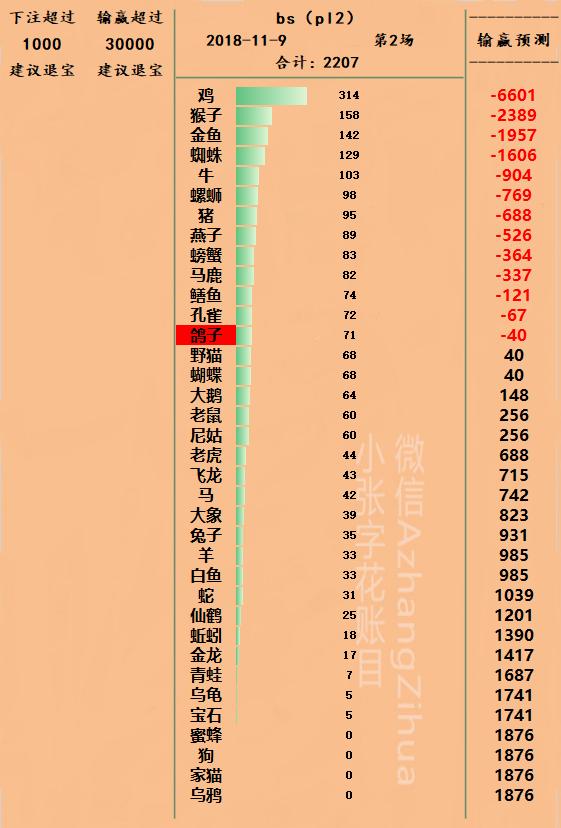 下注超过 输赢超过
1000 30000
建议退宝 建议退宝
bs（pl2）
2018-11-9 第2场
合计：2207
--------------
输赢预测
--------------
鸡 314 -6601
猴子 158 -2389
金鱼 142 -1957
蜘蛛 129 -1606
牛 103 -904
螺蛳 98 -769
猪 95 -688
燕子 89 -526
螃蟹 83 -364
马鹿 82 -337
鳝鱼 74 -121
孔雀 72 -67
鸽子 71 -40
野猫 68 40
蝴蝶 68 40
大鹅 64 148
老鼠 60 256
尼姑 60 256
老虎 44 688
飞龙 43 715
马 42 742
大象 39 823
兔子 35 931
羊 33 985
白鱼 33 985
蛇 31 1039
仙鹤 25 1201
蚯蚓 18 1390
金龙 17 1417
青蛙 7 1687
乌龟 5 1741
宝石 5 1741
蜜蜂 0 1876
狗 0 1876
家猫 0 1876
乌鸦 0 1876
微信AzhangZihua
小张字花账目